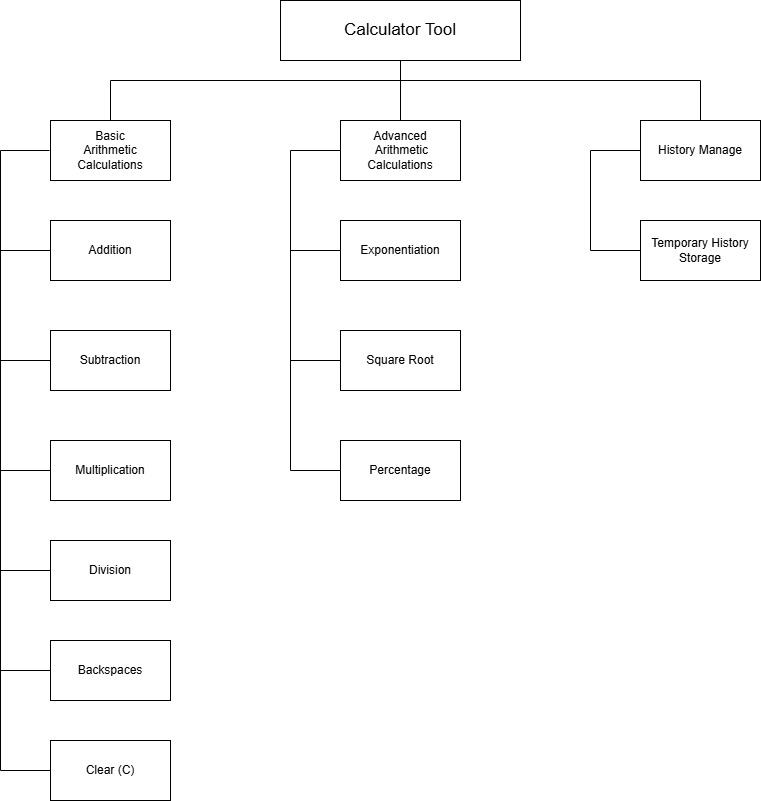 Calculator Tool
Basic
Arithmetic
Calculations
Advanced
Arithmetic
Calculations
History Manage
Addition
Exponentiation
Temporary History
Storage
Subtraction
Square Root
Multiplication
Percentage
Division
Backspaces
Clear (C)